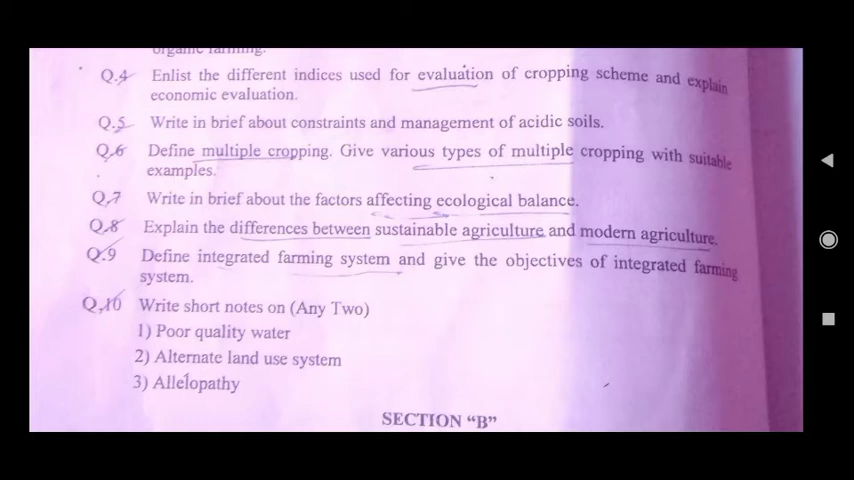 organic farming.
Q.4 Enlist the different indices used for evaluation of cropping scheme and explain
economic evaluation.
Q.5 Write in brief about constraints and management of acidic soils.
Q.6 Define multiple cropping. Give various types of multiple cropping with suitable
examples.
Q.7 Write in brief about the factors affecting ecological balance.
Q.8 Explain the differences between sustainable agriculture and modern agriculture.
Q.9 Define integrated farming system and give the objectives of integrated farming
system.
Q.10 Write short notes on (Any Two)
1) Poor quality water
2) Alternate land use system
3) Allelopathy
SECTION “B”